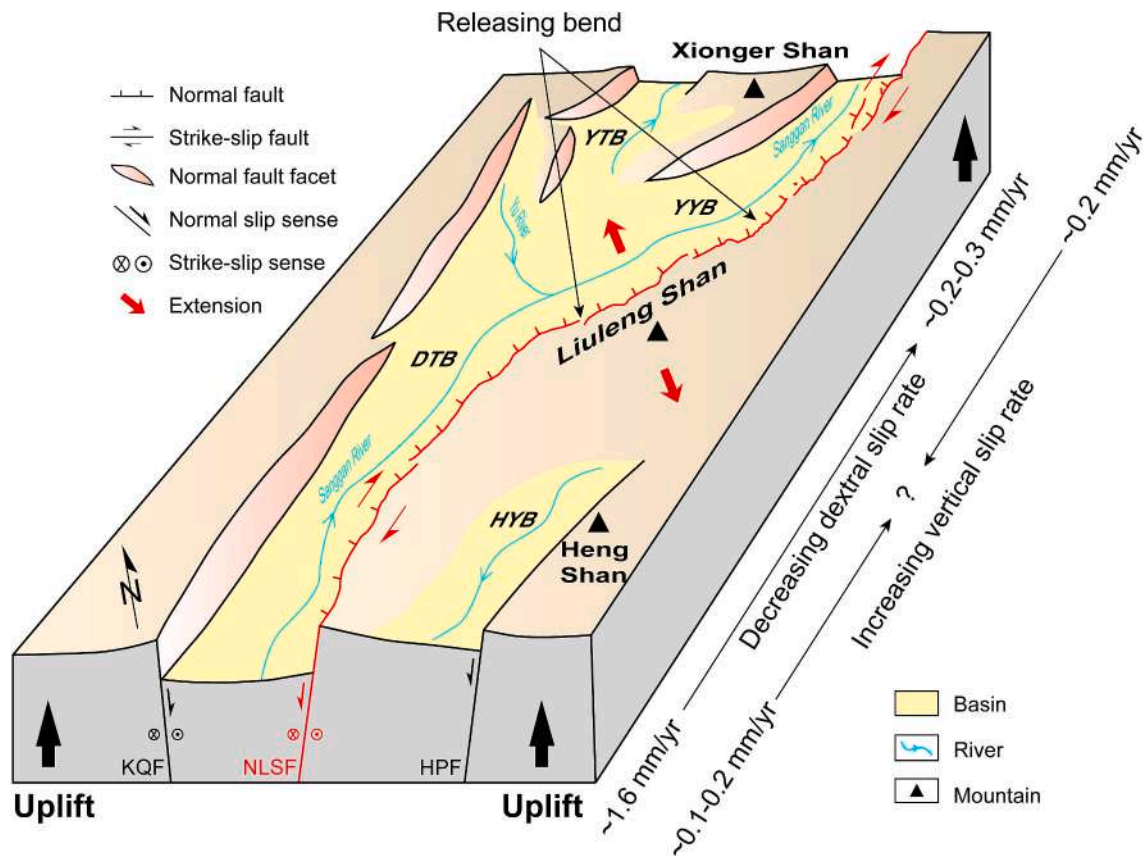 Releasing bend
Xionger Shan
Normal fault
Strike-slip fault
Normal fault facet
Normal slip sense
Strike-slip sense
Extension
YTB
Sanggan River
Yu River
YYB
Liuleng Shan
DTB
Sanggan River
HYB
Heng
Shan
N
KQF
NLSF
HPF
Uplift
Uplift
~1.6 mm/yr
Decreasing dextral slip rate
~0.2-0.3 mm/yr
~0.1-0.2 mm/yr
?
Increasing vertical slip rate
~0.2 mm/yr
Basin
River
Mountain